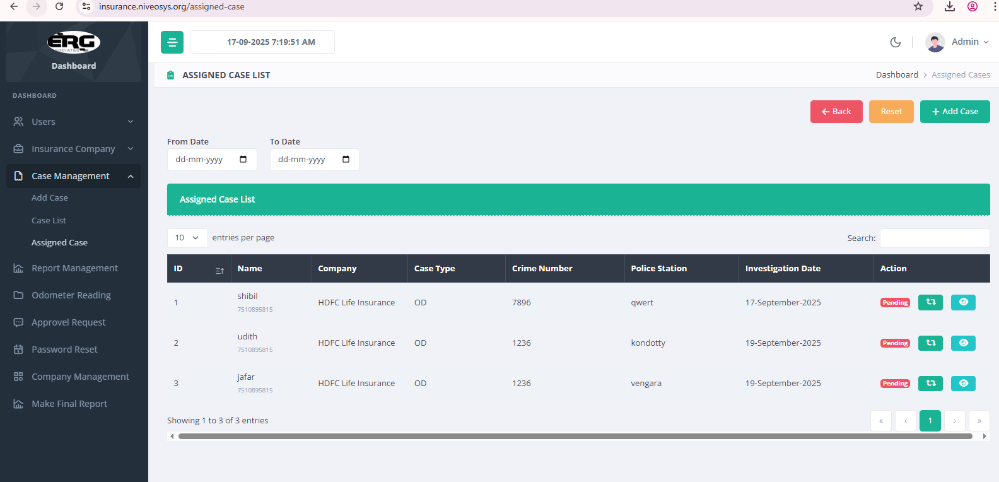 insurance.niveosys.org/assigned-case
ERG
SOCIATES
Dashboard
17-09-2025 7:19:51 AM
Admin
DASHBOARD
Users
Insurance Company
Case Management
Add Case
Case List
Assigned Case
Report Management
Odometer Reading
Approvel Request
Password Reset
Company Management
Make Final Report
ASSIGNED CASE LIST
Dashboard > Assigned Cases
Back Reset + Add Case
From Date To Date
dd-mm-yyyy dd-mm-yyyy
Assigned Case List
10 entries per page Search:
ID Name Company Case Type Crime Number Police Station Investigation Date Action
1 shibil HDFC Life Insurance OD 7896 qwert 17-September-2025 Pending
7510895815
2 udith HDFC Life Insurance OD 1236 kondotty 19-September-2025 Pending
7510895815
3 jafar HDFC Life Insurance OD 1236 vengara 19-September-2025 Pending
7510895815
Showing 1 to 3 of 3 entries « ‹ 1 › »